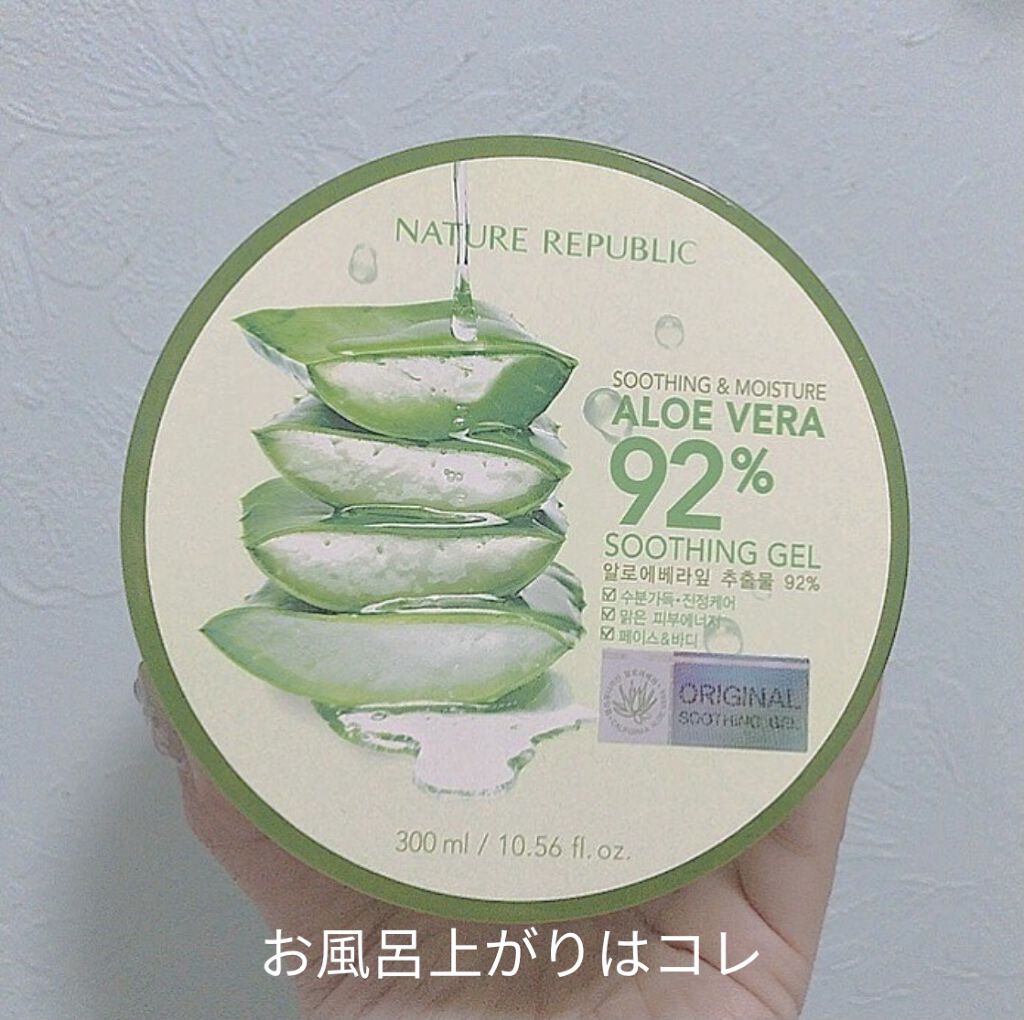 NATURE REPUBLIC
SOOTHING & MOISTURE
ALOE VERA
92%
SOOTHING GEL
알로에베라잎 추출물 92%
수분가득•진정케어
맑은 피부에너지
페이스&바디
ORIGINAL
SOOTHING GEL
300 ml / 10.56 fl. oz.
お風呂上がりはコレ